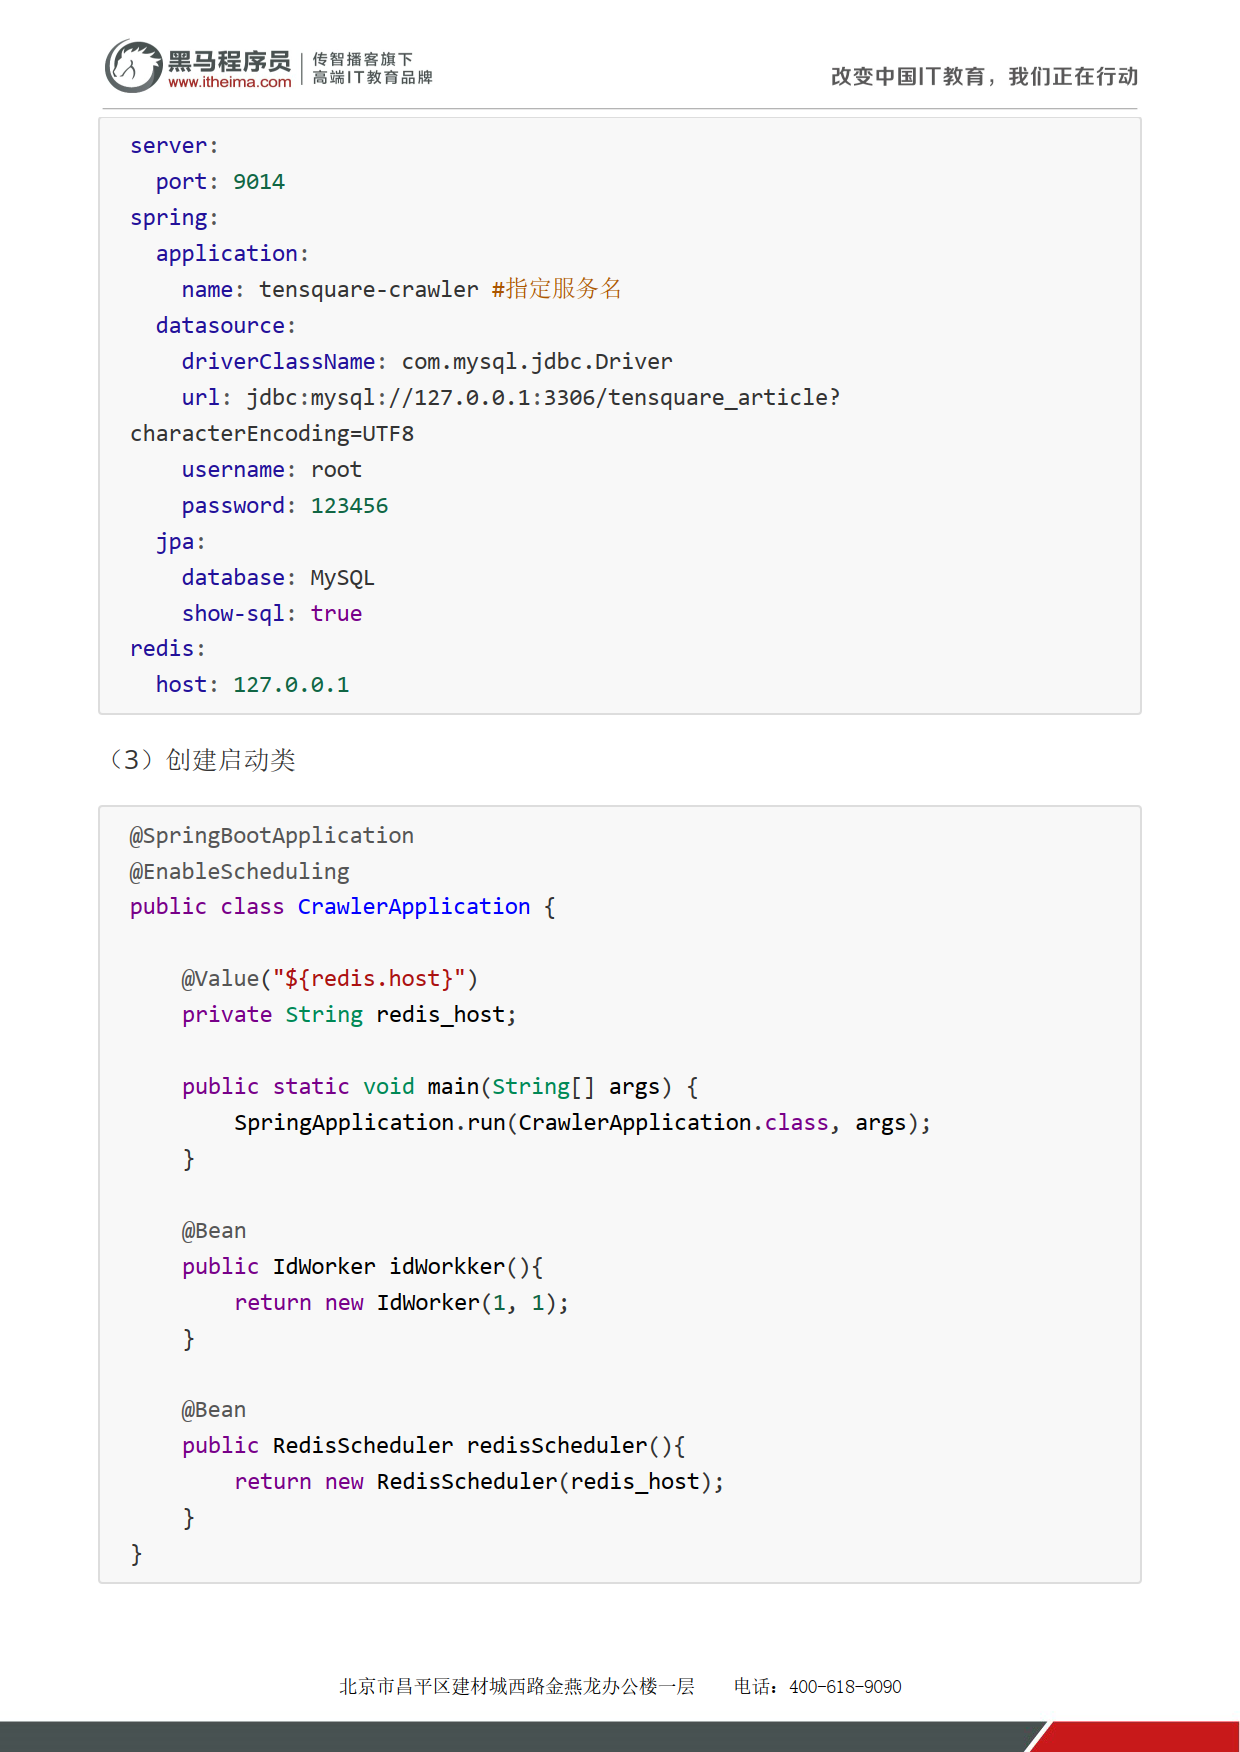 黑马程序员
www.itheima.com
传智播客旗下
高端IT教育品牌
改变中国IT教育，我们正在行动
server:
  port: 9014
spring:
  application:
    name: tensquare-crawler #指定服务名
  datasource:
    driverClassName: com.mysql.jdbc.Driver
    url: jdbc:mysql://127.0.0.1:3306/tensquare_article?
characterEncoding=UTF8
    username: root
    password: 123456
  jpa:
    database: MySQL
    show-sql: true
redis:
  host: 127.0.0.1
（3）创建启动类
@SpringBootApplication
@EnableScheduling
public class CrawlerApplication {
    @Value("${redis.host}")
    private String redis_host;
    public static void main(String[] args) {
        SpringApplication.run(CrawlerApplication.class, args);
    }
    @Bean
    public IdWorker idWorkker(){
        return new IdWorker(1, 1);
    }
    @Bean
    public RedisScheduler redisScheduler(){
        return new RedisScheduler(redis_host);
    }
}
北京市昌平区建材城西路金燕龙办公楼一层    电话：400-618-9090